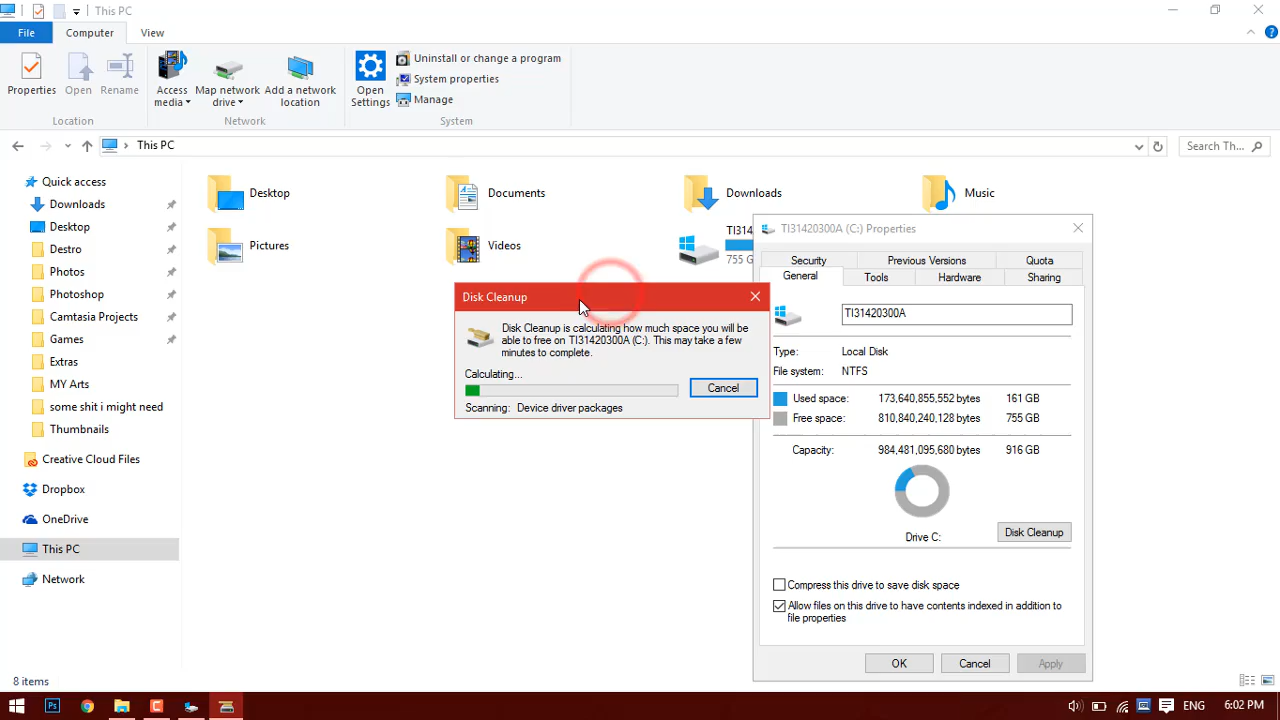 This PC
File
Computer
View
Properties
Open
Rename
Access media
Map network drive
Add a network location
Open Settings
Uninstall or change a program
System properties
Manage
Location
Network
System
This PC
Search Th...
Quick access
Downloads
Desktop
Destro
Photos
Photoshop
Camtasia Projects
Games
Extras
MY Arts
some shit i might need
Thumbnails
Creative Cloud Files
Dropbox
OneDrive
This PC
Network
8 items
Desktop
Documents
Downloads
Music
Pictures
Videos
TI314
755 G
Disk Cleanup
Disk Cleanup is calculating how much space you will be
able to free on TI31420300A (C:). This may take a few
minutes to complete.
Calculating...
Cancel
Scanning: Device driver packages
TI31420300A (C:) Properties
Security
Previous Versions
Quota
General
Tools
Hardware
Sharing
TI31420300A
Type: Local Disk
File system: NTFS
Used space: 173,640,855,552 bytes 161 GB
Free space: 810,840,240,128 bytes 755 GB
Capacity: 984,481,095,680 bytes 916 GB
Drive C:
Disk Cleanup
Compress this drive to save disk space
Allow files on this drive to have contents indexed in addition to
file properties
OK
Cancel
Apply
Ps
ENG
6:02 PM